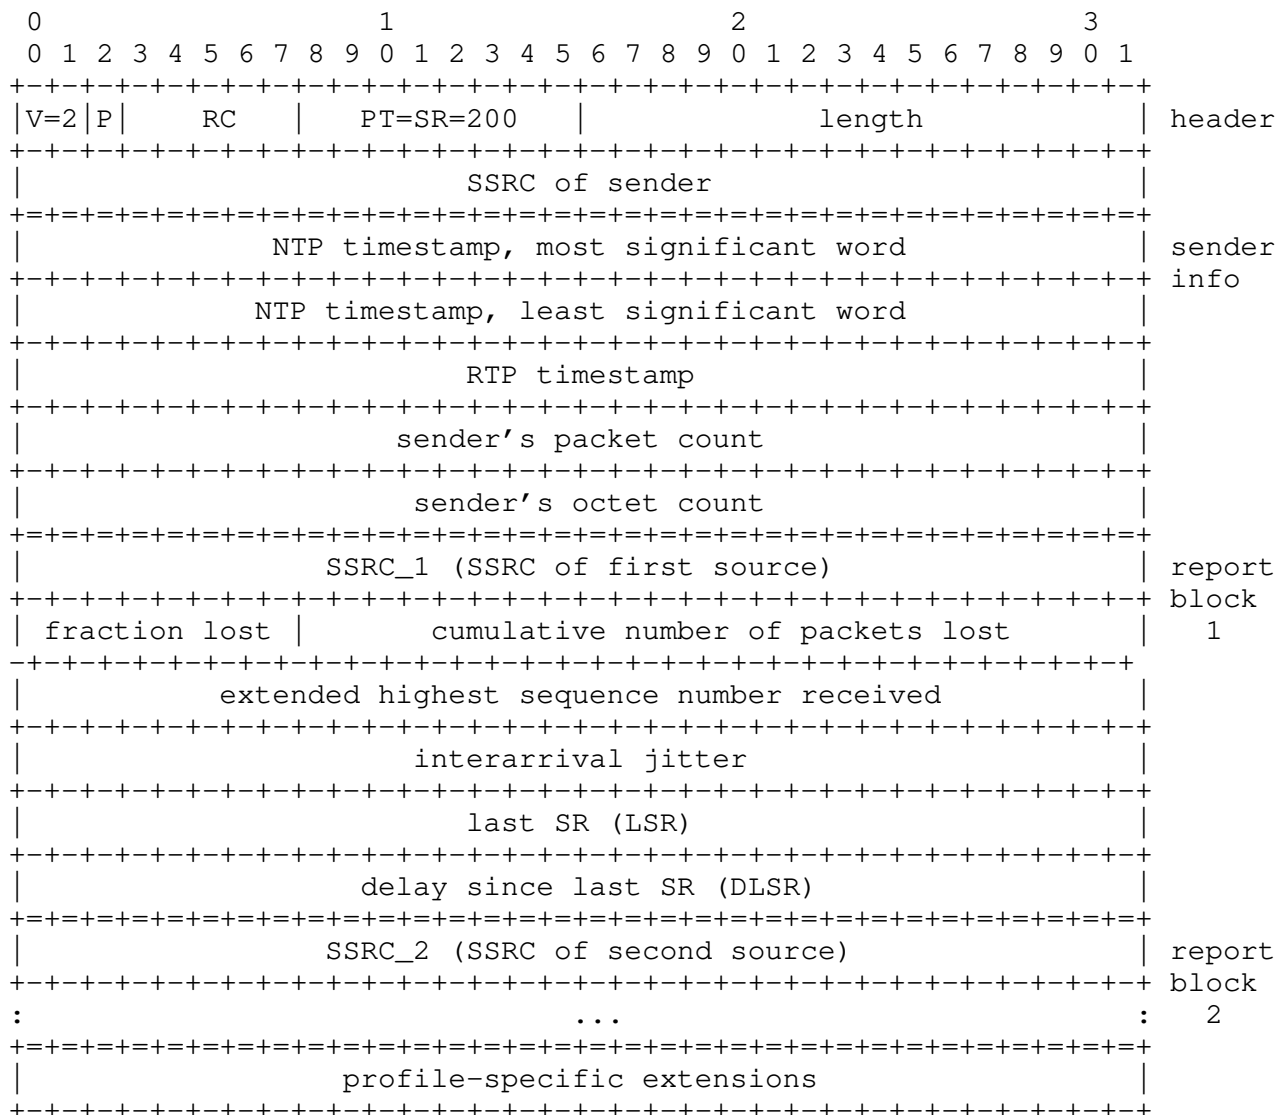 0                   1                   2                   3
 0 1 2 3 4 5 6 7 8 9 0 1 2 3 4 5 6 7 8 9 0 1 2 3 4 5 6 7 8 9 0 1
+-+-+-+-+-+-+-+-+-+-+-+-+-+-+-+-+-+-+-+-+-+-+-+-+-+-+-+-+-+-+-+-+
|V=2|P|    RC   |   PT=SR=200   |             length            | header
+-+-+-+-+-+-+-+-+-+-+-+-+-+-+-+-+-+-+-+-+-+-+-+-+-+-+-+-+-+-+-+-+
|                         SSRC of sender                        |
+=+=+=+=+=+=+=+=+=+=+=+=+=+=+=+=+=+=+=+=+=+=+=+=+=+=+=+=+=+=+=+=+
|              NTP timestamp, most significant word             | sender
+-+-+-+-+-+-+-+-+-+-+-+-+-+-+-+-+-+-+-+-+-+-+-+-+-+-+-+-+-+-+-+-+ info
|             NTP timestamp, least significant word             |
+-+-+-+-+-+-+-+-+-+-+-+-+-+-+-+-+-+-+-+-+-+-+-+-+-+-+-+-+-+-+-+-+
|                         RTP timestamp                         |
+-+-+-+-+-+-+-+-+-+-+-+-+-+-+-+-+-+-+-+-+-+-+-+-+-+-+-+-+-+-+-+-+
|                     sender’s packet count                     |
+-+-+-+-+-+-+-+-+-+-+-+-+-+-+-+-+-+-+-+-+-+-+-+-+-+-+-+-+-+-+-+-+
|                      sender’s octet count                     |
+=+=+=+=+=+=+=+=+=+=+=+=+=+=+=+=+=+=+=+=+=+=+=+=+=+=+=+=+=+=+=+=+
|                 SSRC_1 (SSRC of first source)                 | report
+-+-+-+-+-+-+-+-+-+-+-+-+-+-+-+-+-+-+-+-+-+-+-+-+-+-+-+-+-+-+-+-+ block
| fraction lost |       cumulative number of packets lost       |   1
-+-+-+-+-+-+-+-+-+-+-+-+-+-+-+-+-+-+-+-+-+-+-+-+-+-+-+-+-+-+-+-+
|           extended highest sequence number received           |
+-+-+-+-+-+-+-+-+-+-+-+-+-+-+-+-+-+-+-+-+-+-+-+-+-+-+-+-+-+-+-+-+
|                      interarrival jitter                      |
+-+-+-+-+-+-+-+-+-+-+-+-+-+-+-+-+-+-+-+-+-+-+-+-+-+-+-+-+-+-+-+-+
|                         last SR (LSR)                         |
+-+-+-+-+-+-+-+-+-+-+-+-+-+-+-+-+-+-+-+-+-+-+-+-+-+-+-+-+-+-+-+-+
|                   delay since last SR (DLSR)                  |
+=+=+=+=+=+=+=+=+=+=+=+=+=+=+=+=+=+=+=+=+=+=+=+=+=+=+=+=+=+=+=+=+
|                 SSRC_2 (SSRC of second source)                | report
+-+-+-+-+-+-+-+-+-+-+-+-+-+-+-+-+-+-+-+-+-+-+-+-+-+-+-+-+-+-+-+-+ block
:                               ...                             :   2
+=+=+=+=+=+=+=+=+=+=+=+=+=+=+=+=+=+=+=+=+=+=+=+=+=+=+=+=+=+=+=+=+
|                  profile-specific extensions                  |
+-+-+-+-+-+-+-+-+-+-+-+-+-+-+-+-+-+-+-+-+-+-+-+-+-+-+-+-+-+-+-+-+